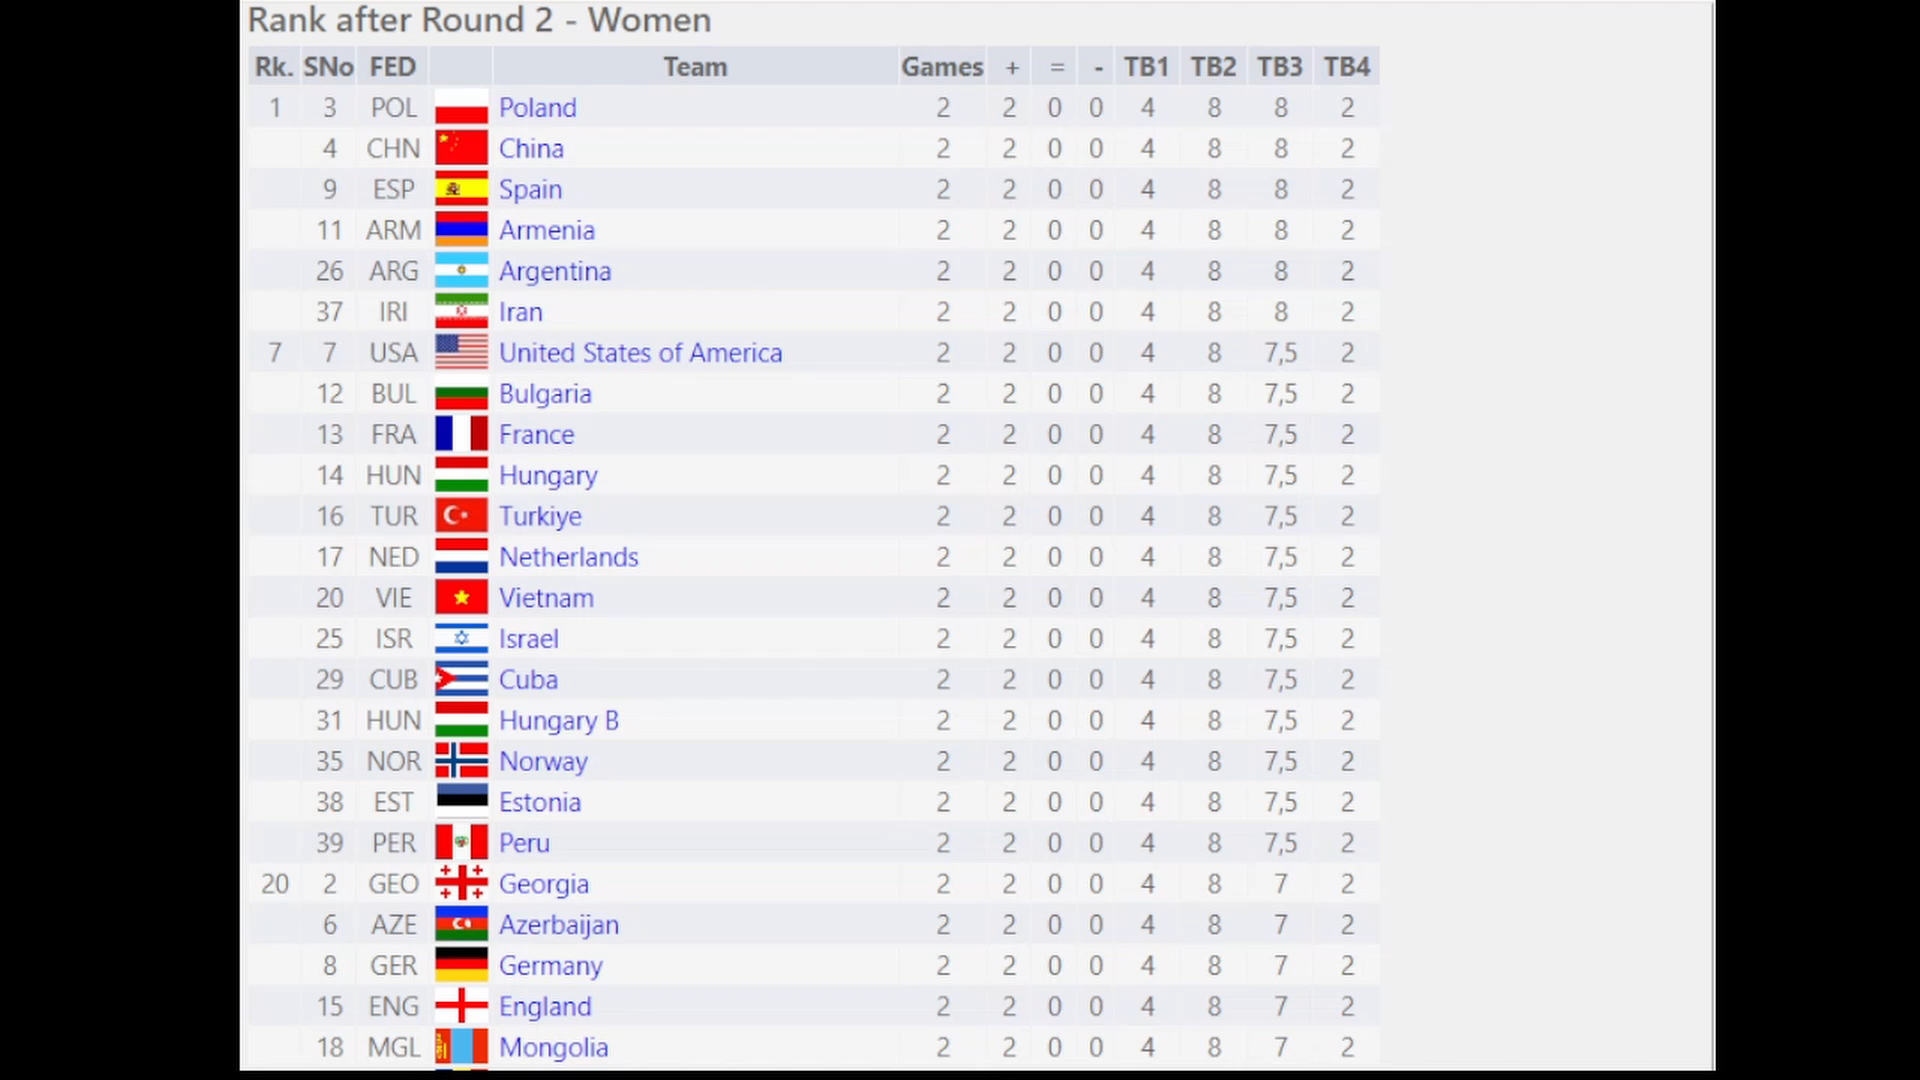 Rank after Round 2 - Women
Rk. SNo FED Team Games + = - TB1 TB2 TB3 TB4
1 3 POL Poland 2 2 0 0 4 8 8 2
4 CHN China 2 2 0 0 4 8 8 2
9 ESP Spain 2 2 0 0 4 8 8 2
11 ARM Armenia 2 2 0 0 4 8 8 2
26 ARG Argentina 2 2 0 0 4 8 8 2
37 IRI Iran 2 2 0 0 4 8 8 2
7 7 USA United States of America 2 2 0 0 4 8 7,5 2
12 BUL Bulgaria 2 2 0 0 4 8 7,5 2
13 FRA France 2 2 0 0 4 8 7,5 2
14 HUN Hungary 2 2 0 0 4 8 7,5 2
16 TUR Turkiye 2 2 0 0 4 8 7,5 2
17 NED Netherlands 2 2 0 0 4 8 7,5 2
20 VIE Vietnam 2 2 0 0 4 8 7,5 2
25 ISR Israel 2 2 0 0 4 8 7,5 2
29 CUB Cuba 2 2 0 0 4 8 7,5 2
31 HUN Hungary B 2 2 0 0 4 8 7,5 2
35 NOR Norway 2 2 0 0 4 8 7,5 2
38 EST Estonia 2 2 0 0 4 8 7,5 2
39 PER Peru 2 2 0 0 4 8 7,5 2
20 2 GEO Georgia 2 2 0 0 4 8 7 2
6 AZE Azerbaijan 2 2 0 0 4 8 7 2
8 GER Germany 2 2 0 0 4 8 7 2
15 ENG England 2 2 0 0 4 8 7 2
18 MGL Mongolia 2 2 0 0 4 8 7 2